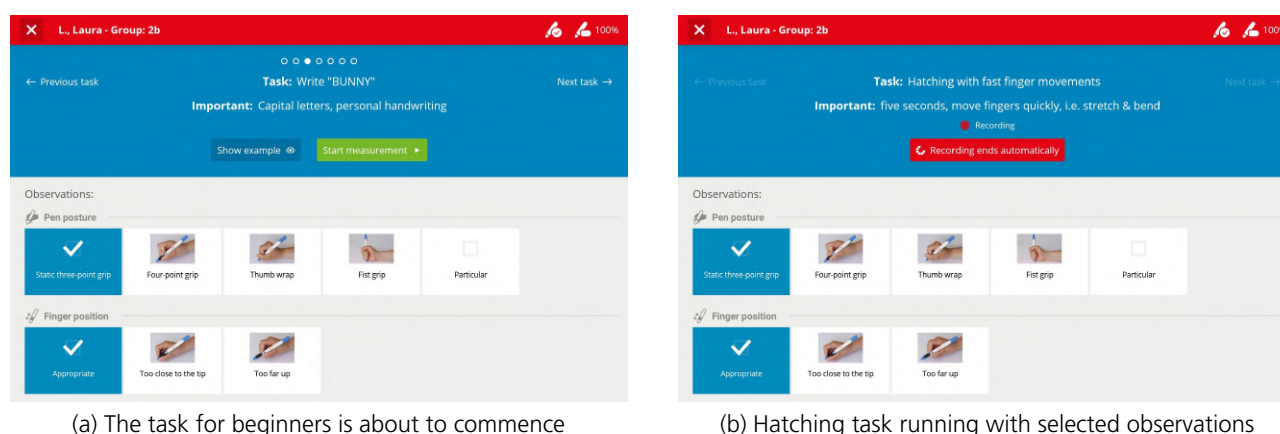 L., Laura - Group: 2b
100%
← Previous task
Task: Write "BUNNY"
Next task →
Important: Capital letters, personal handwriting
Show example
Start measurement
Observations:
Pen posture
Static three-point grip
Four-point grip
Thumb wrap
Fist grip
Particular
Finger position
Appropriate
Too close to the tip
Too far up
(a) The task for beginners is about to commence
L., Laura - Group: 2b
100%
← Previous task
Task: Hatching with fast finger movements
Next task →
Important: five seconds, move fingers quickly, i.e. stretch & bend
Recording
Recording ends automatically
Observations:
Pen posture
Static three-point grip
Four-point grip
Thumb wrap
Fist grip
Particular
Finger position
Appropriate
Too close to the tip
Too far up
(b) Hatching task running with selected observations